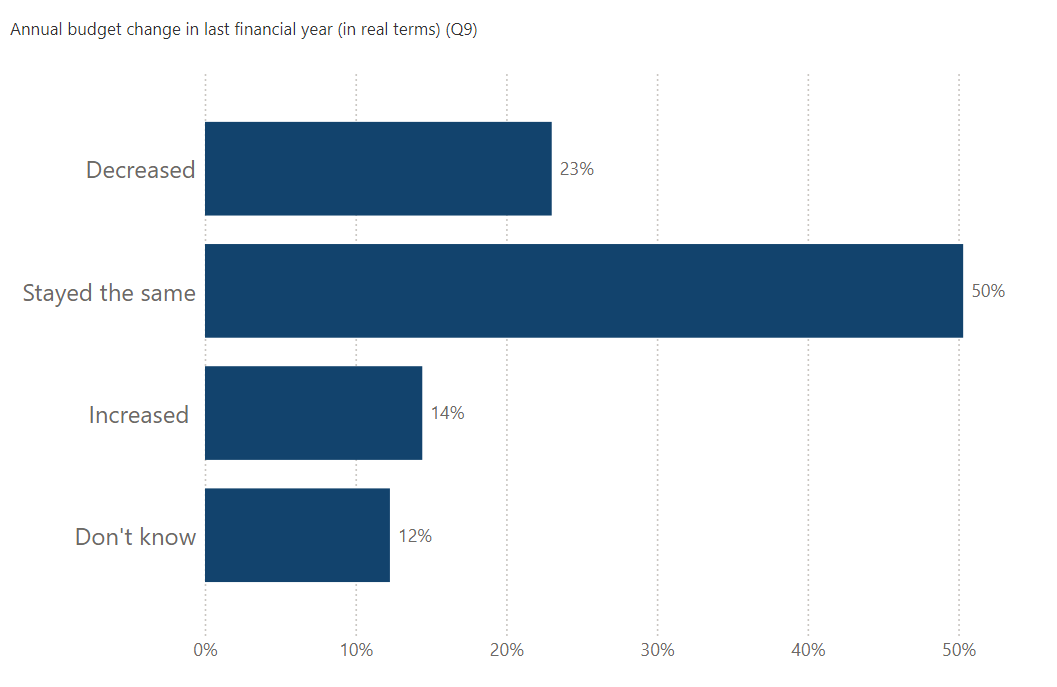 Annual budget change in last financial year (in real terms) (Q9)
Decreased 23%
Stayed the same 50%
Increased 14%
Don't know 12%
0% 10% 20% 30% 40% 50%